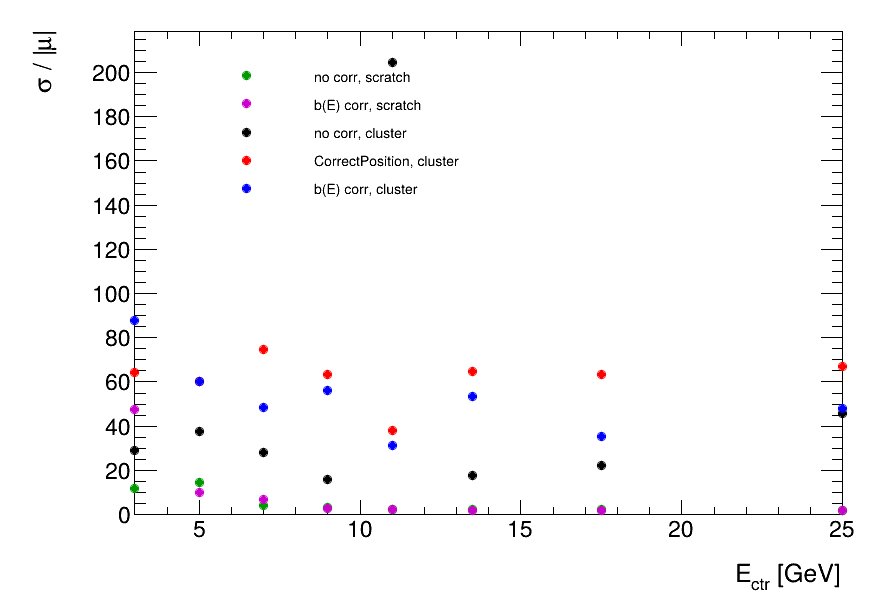 σ / |μ|
200
180
160
140
120
100
80
60
40
20
0
no corr, scratch
b(E) corr, scratch
no corr, cluster
CorrectPosition, cluster
b(E) corr, cluster
5 10 15 20 25
E_ctr [GeV]